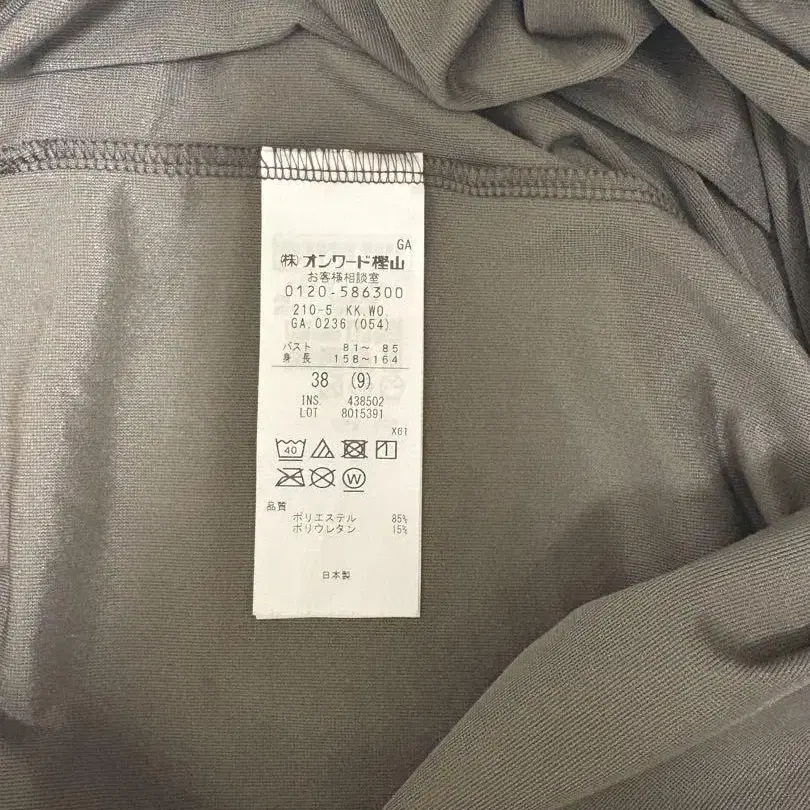 GA
(株)オンワード樫山
お客様相談室
0120-586300
210-5 KK.WO.
GA.0236 (054)
バスト 81～ 85
身 長 158～164
38 (9)
INS. 438502
LOT 8015391
X61
40
W
品質
ポリエステル 85%
ポリウレタン 15%
日本製